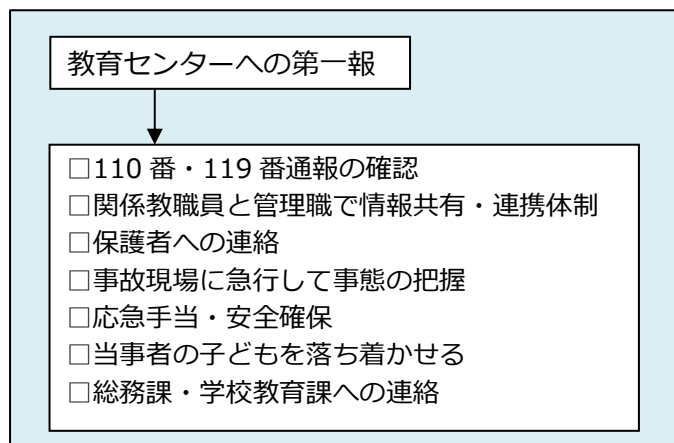 教育センターへの第一報
□110 番・119 番通報の確認
□関係教職員と管理職で情報共有・連携体制
□保護者への連絡
□事故現場に急行して事態の把握
□応急手当・安全確保
□当事者の子どもを落ち着かせる
□総務課・学校教育課への連絡